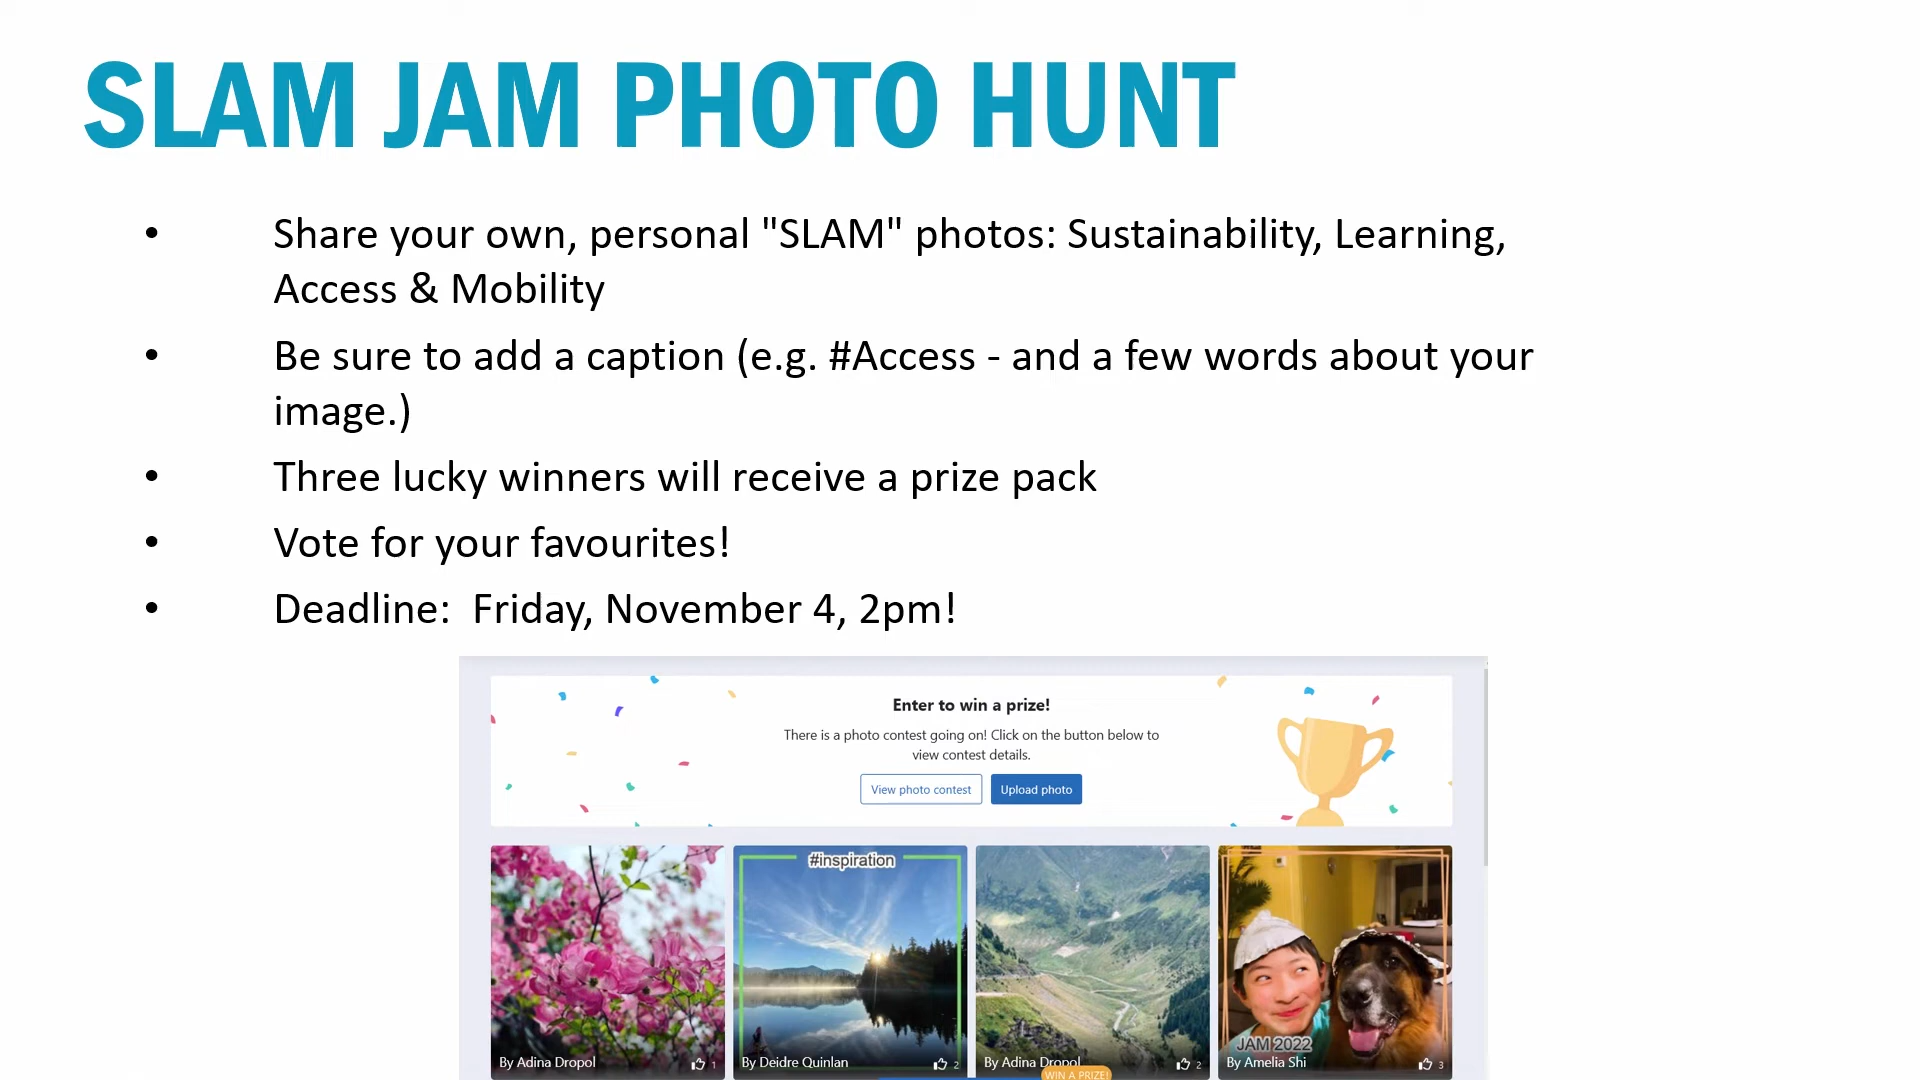 SLAM JAM PHOTO HUNT
• Share your own, personal "SLAM" photos: Sustainability, Learning,
Access & Mobility
• Be sure to add a caption (e.g. #Access - and a few words about your
image.)
• Three lucky winners will receive a prize pack
• Vote for your favourites!
• Deadline:  Friday, November 4, 2pm!
Enter to win a prize!
There is a photo contest going on! Click on the button below to
view contest details.
View photo contest
Upload photo
#inspiration
JAM 2022
By Adina Dropol 1
By Deidre Quinlan 2
By Adina Dropol 2
By Amelia Shi 3
WIN A PRIZE!